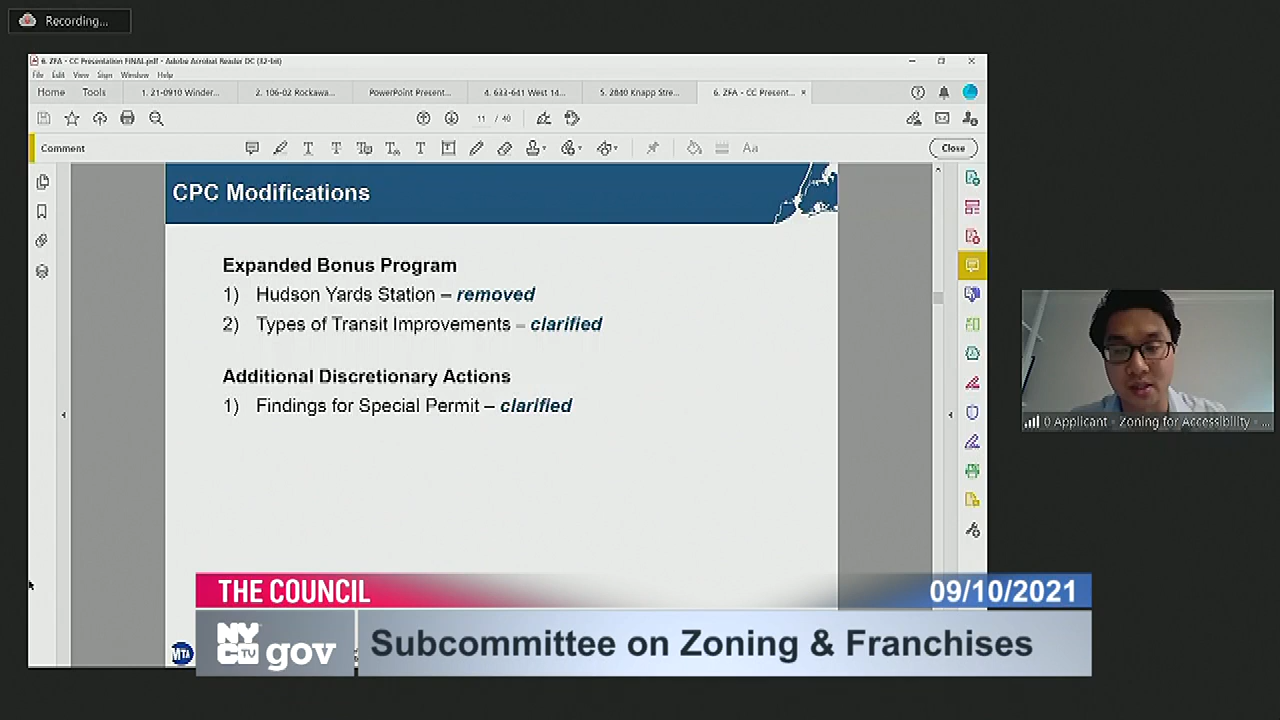 Recording...
6. ZFA - CC Presentation FINAL.pdf - Adobe Acrobat Reader DC (32-bit)
File Edit View Sign Window Help
Home Tools 1. 21-0910 Winder... 2. 106-02 Rockawa... PowerPoint Present... 4. 633-641 West 14... 5. 2840 Knapp Stre... 6. ZFA - CC Present... ×
11 / 40
Comment
Close
CPC Modifications
Expanded Bonus Program
1) Hudson Yards Station – removed
2) Types of Transit Improvements – clarified
Additional Discretionary Actions
1) Findings for Special Permit – clarified
0 Applicant - Zoning for Accessibility - ...
THE COUNCIL
09/10/2021
NYC TV gov
Subcommittee on Zoning & Franchises
MTA